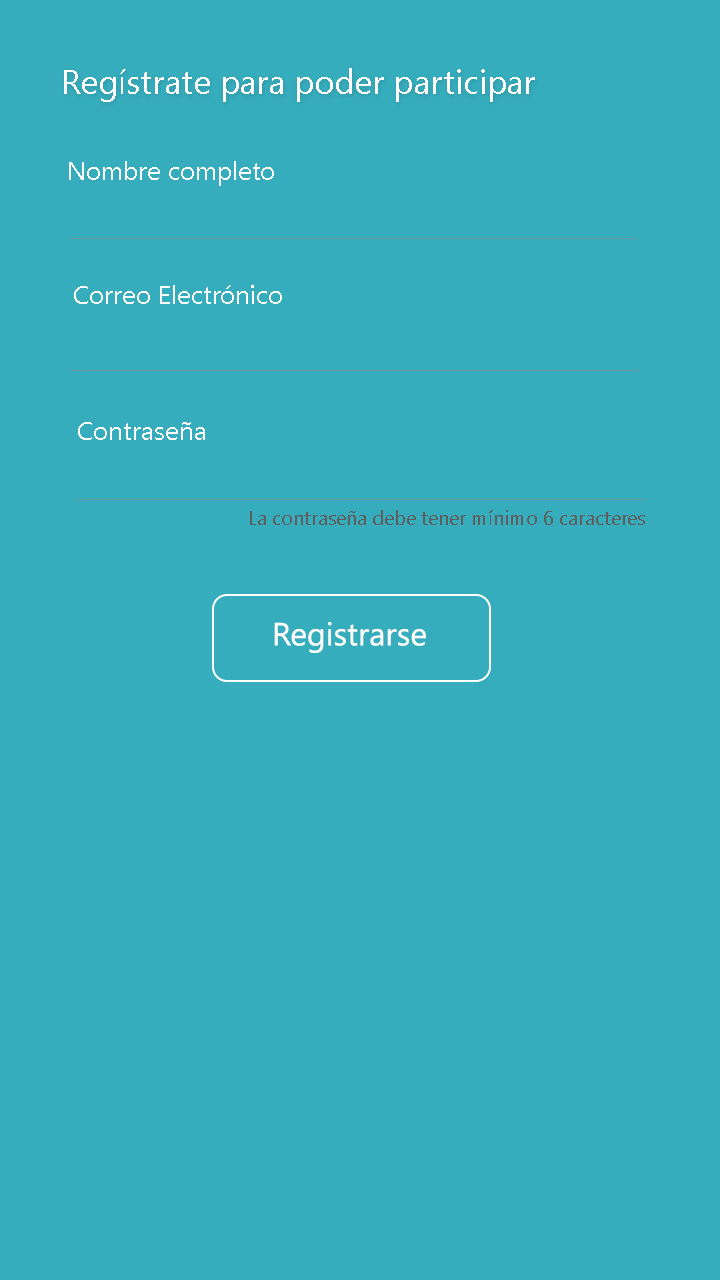 Regístrate para poder participar
Nombre completo
Correo Electrónico
Contraseña
La contraseña debe tener mínimo 6 caracteres
Registrarse